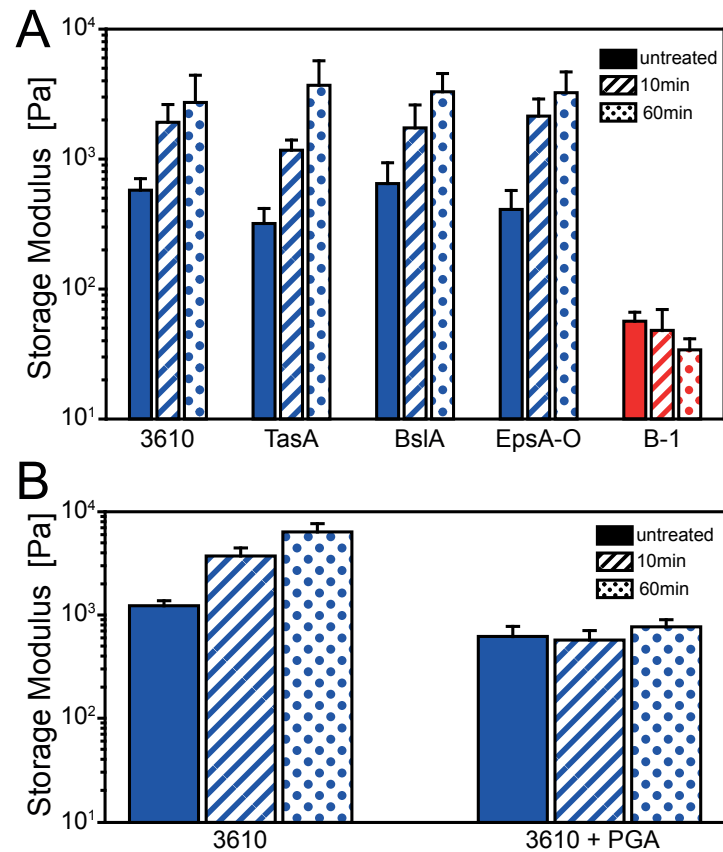 A
Storage Modulus [Pa]
10⁴
10³
10²
10¹
untreated
10min
60min
3610 TasA BslA EpsA-O B-1
B
Storage Modulus [Pa]
10⁴
10³
10²
10¹
untreated
10min
60min
3610 3610 + PGA